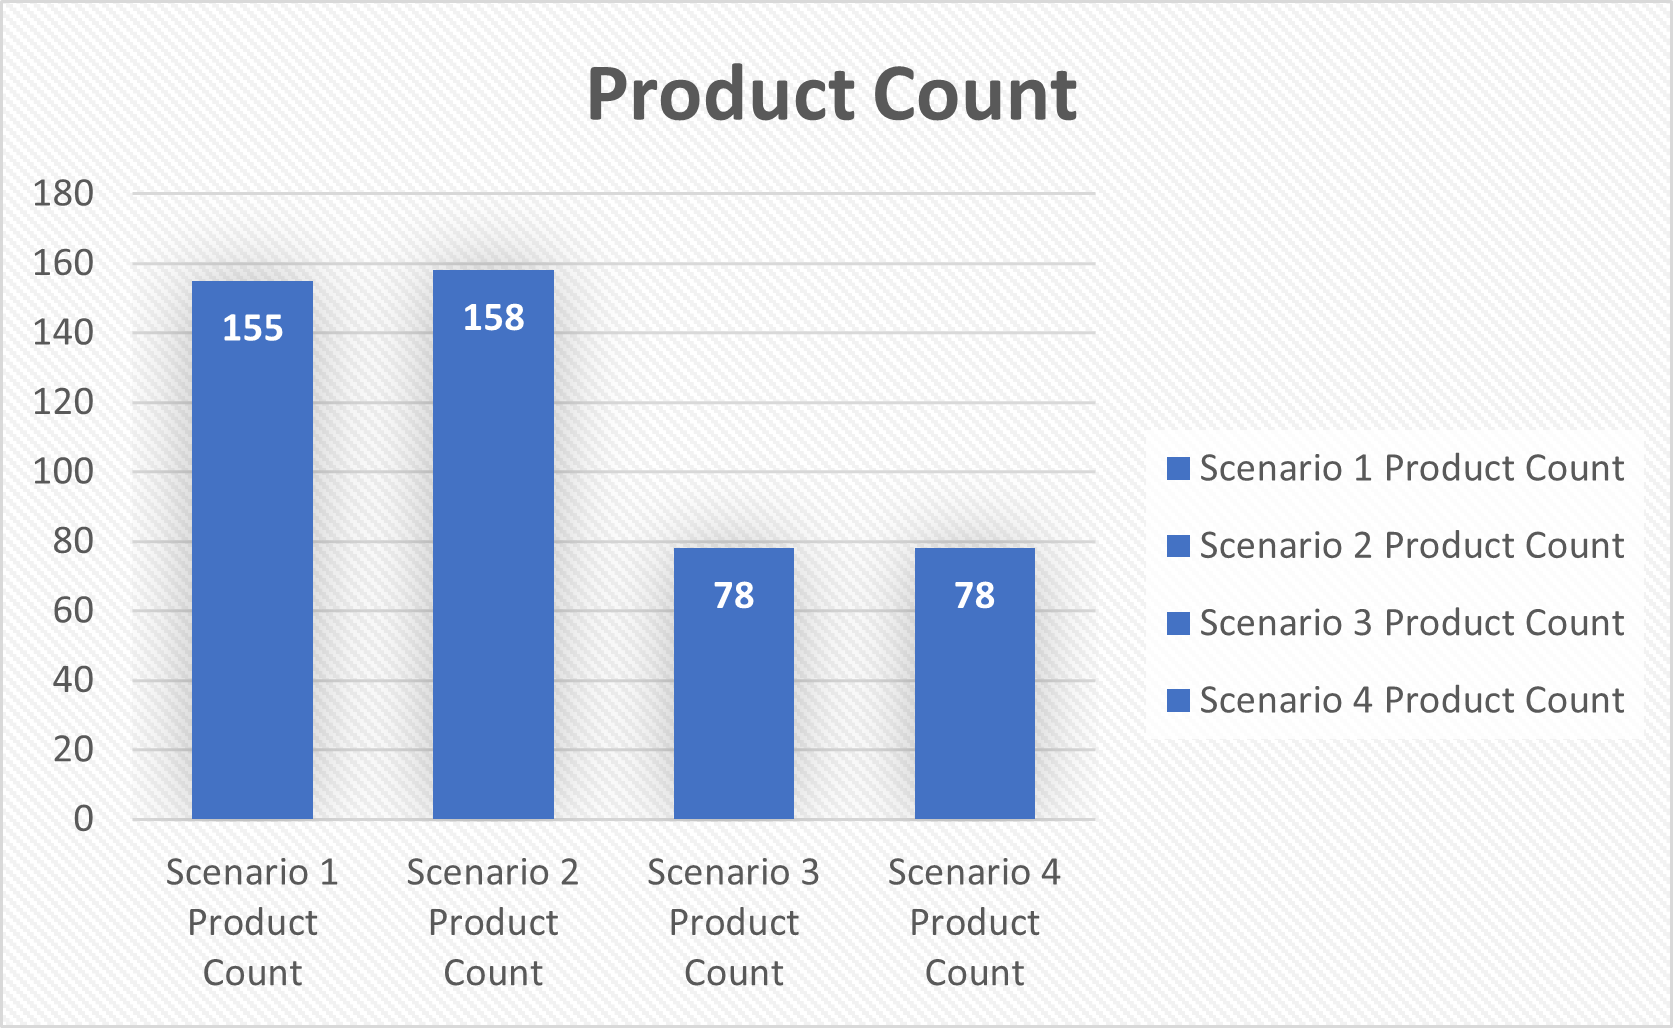 Product Count
180
160
140
120
100
80
60
40
20
0
155
158
78
78
Scenario 1
Product
Count
Scenario 2
Product
Count
Scenario 3
Product
Count
Scenario 4
Product
Count
Scenario 1 Product Count
Scenario 2 Product Count
Scenario 3 Product Count
Scenario 4 Product Count